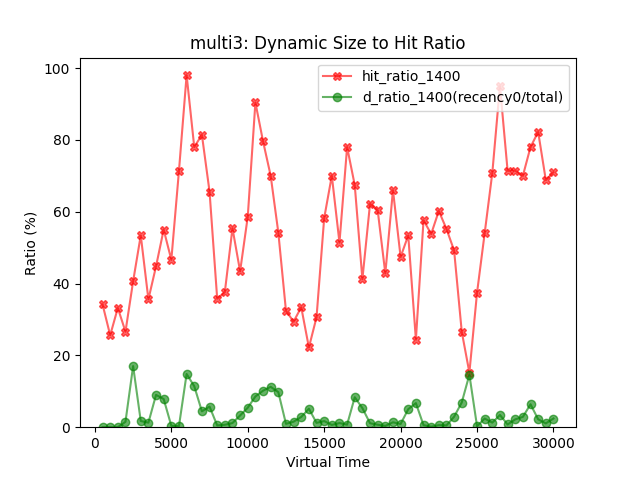 multi3: Dynamic Size to Hit Ratio
hit_ratio_1400
d_ratio_1400(recency0/total)
100
80
60
40
20
0
Ratio (%)
0 5000 10000 15000 20000 25000 30000
Virtual Time